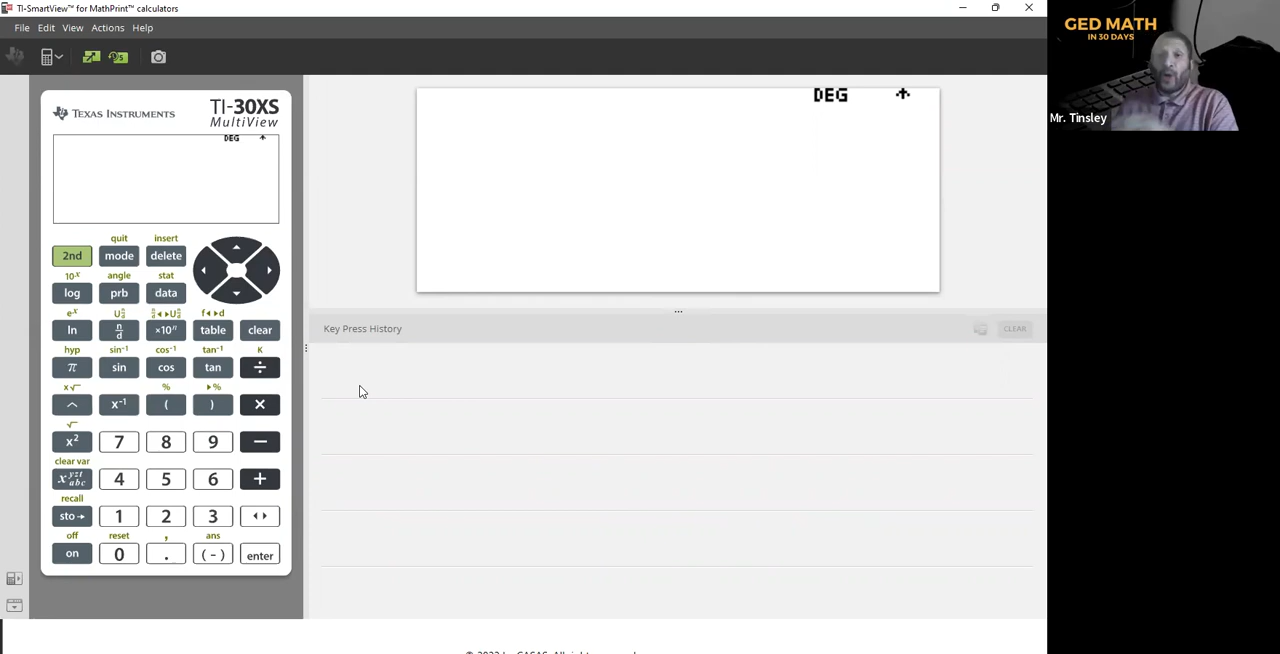 TI-SmartView™ for MathPrint™ calculators
File Edit View Actions Help
GED MATH
IN 30 DAYS
Mr. Tinsley
TEXAS INSTRUMENTS
TI-30XS
MultiView
DEG
DEG
quit insert
2nd mode delete
10ˣ angle stat
log prb data
eˣ U n/d n/d ◄►U n/d f◄►d
ln n/d ×10ⁿ table clear
hyp sin⁻¹ cos⁻¹ tan⁻¹ K
π sin cos tan ÷
x√ % ►%
^ x⁻¹ ( ) ×
√
x² 7 8 9 −
clear var
x yzt abc 4 5 6 +
recall
sto→ 1 2 3 ◄►
off reset , ans
on 0 . (-) enter
Key Press History
CLEAR